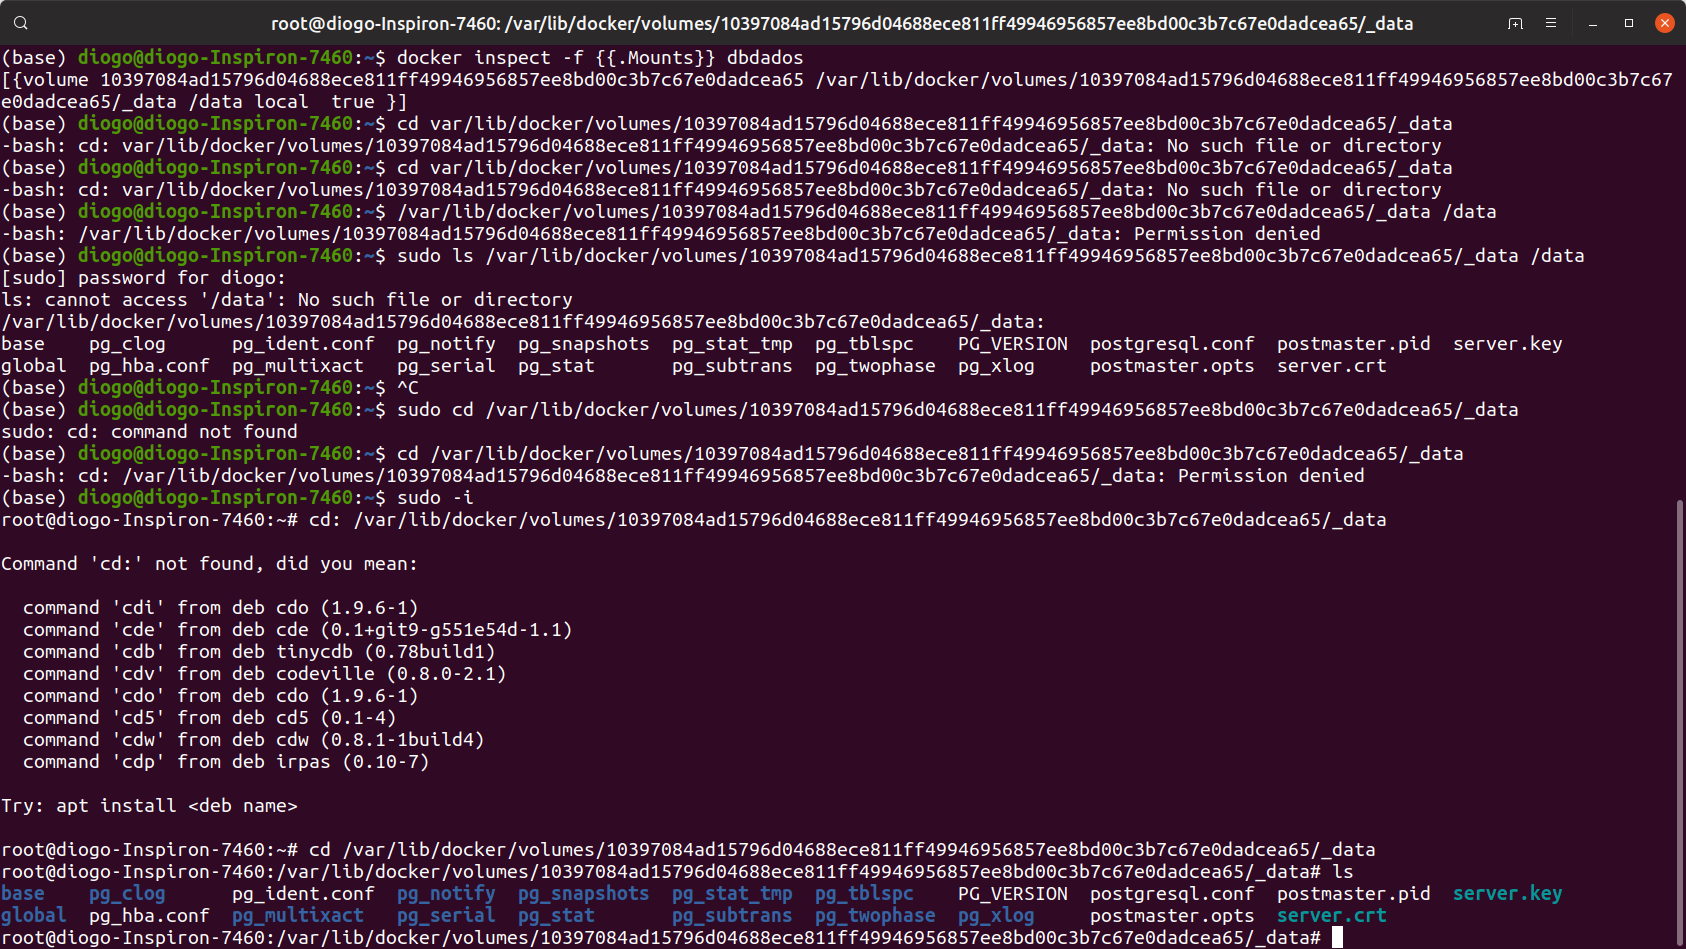 root@diogo-Inspiron-7460: /var/lib/docker/volumes/10397084ad15796d04688ece811ff49946956857ee8bd00c3b7c67e0dadcea65/_data
(base) diogo@diogo-Inspiron-7460:~$ docker inspect -f {{.Mounts}} dbdados
[{volume 10397084ad15796d04688ece811ff49946956857ee8bd00c3b7c67e0dadcea65 /var/lib/docker/volumes/10397084ad15796d04688ece811ff49946956857ee8bd00c3b7c67
e0dadcea65/_data /data local  true }]
(base) diogo@diogo-Inspiron-7460:~$ cd var/lib/docker/volumes/10397084ad15796d04688ece811ff49946956857ee8bd00c3b7c67e0dadcea65/_data
-bash: cd: var/lib/docker/volumes/10397084ad15796d04688ece811ff49946956857ee8bd00c3b7c67e0dadcea65/_data: No such file or directory
(base) diogo@diogo-Inspiron-7460:~$ cd var/lib/docker/volumes/10397084ad15796d04688ece811ff49946956857ee8bd00c3b7c67e0dadcea65/_data
-bash: cd: var/lib/docker/volumes/10397084ad15796d04688ece811ff49946956857ee8bd00c3b7c67e0dadcea65/_data: No such file or directory
(base) diogo@diogo-Inspiron-7460:~$ /var/lib/docker/volumes/10397084ad15796d04688ece811ff49946956857ee8bd00c3b7c67e0dadcea65/_data /data
-bash: /var/lib/docker/volumes/10397084ad15796d04688ece811ff49946956857ee8bd00c3b7c67e0dadcea65/_data: Permission denied
(base) diogo@diogo-Inspiron-7460:~$ sudo ls /var/lib/docker/volumes/10397084ad15796d04688ece811ff49946956857ee8bd00c3b7c67e0dadcea65/_data /data
[sudo] password for diogo:
ls: cannot access '/data': No such file or directory
/var/lib/docker/volumes/10397084ad15796d04688ece811ff49946956857ee8bd00c3b7c67e0dadcea65/_data:
base    pg_clog      pg_ident.conf  pg_notify  pg_snapshots  pg_stat_tmp  pg_tblspc    PG_VERSION  postgresql.conf  postmaster.pid  server.key
global  pg_hba.conf  pg_multixact   pg_serial  pg_stat       pg_subtrans  pg_twophase  pg_xlog     postmaster.opts  server.crt
(base) diogo@diogo-Inspiron-7460:~$ ^C
(base) diogo@diogo-Inspiron-7460:~$ sudo cd /var/lib/docker/volumes/10397084ad15796d04688ece811ff49946956857ee8bd00c3b7c67e0dadcea65/_data
sudo: cd: command not found
(base) diogo@diogo-Inspiron-7460:~$ cd /var/lib/docker/volumes/10397084ad15796d04688ece811ff49946956857ee8bd00c3b7c67e0dadcea65/_data
-bash: cd: /var/lib/docker/volumes/10397084ad15796d04688ece811ff49946956857ee8bd00c3b7c67e0dadcea65/_data: Permission denied
(base) diogo@diogo-Inspiron-7460:~$ sudo -i
root@diogo-Inspiron-7460:~# cd: /var/lib/docker/volumes/10397084ad15796d04688ece811ff49946956857ee8bd00c3b7c67e0dadcea65/_data
Command 'cd:' not found, did you mean:
command 'cdi' from deb cdo (1.9.6-1)
command 'cde' from deb cde (0.1+git9-g551e54d-1.1)
command 'cdb' from deb tinycdb (0.78build1)
command 'cdv' from deb codeville (0.8.0-2.1)
command 'cdo' from deb cdo (1.9.6-1)
command 'cd5' from deb cd5 (0.1-4)
command 'cdw' from deb cdw (0.8.1-1build4)
command 'cdp' from deb irpas (0.10-7)
Try: apt install <deb name>
root@diogo-Inspiron-7460:~# cd /var/lib/docker/volumes/10397084ad15796d04688ece811ff49946956857ee8bd00c3b7c67e0dadcea65/_data
root@diogo-Inspiron-7460:/var/lib/docker/volumes/10397084ad15796d04688ece811ff49946956857ee8bd00c3b7c67e0dadcea65/_data# ls
base    pg_clog      pg_ident.conf  pg_notify  pg_snapshots  pg_stat_tmp  pg_tblspc    PG_VERSION  postgresql.conf  postmaster.pid  server.key
global  pg_hba.conf  pg_multixact   pg_serial  pg_stat       pg_subtrans  pg_twophase  pg_xlog     postmaster.opts  server.crt
root@diogo-Inspiron-7460:/var/lib/docker/volumes/10397084ad15796d04688ece811ff49946956857ee8bd00c3b7c67e0dadcea65/_data#